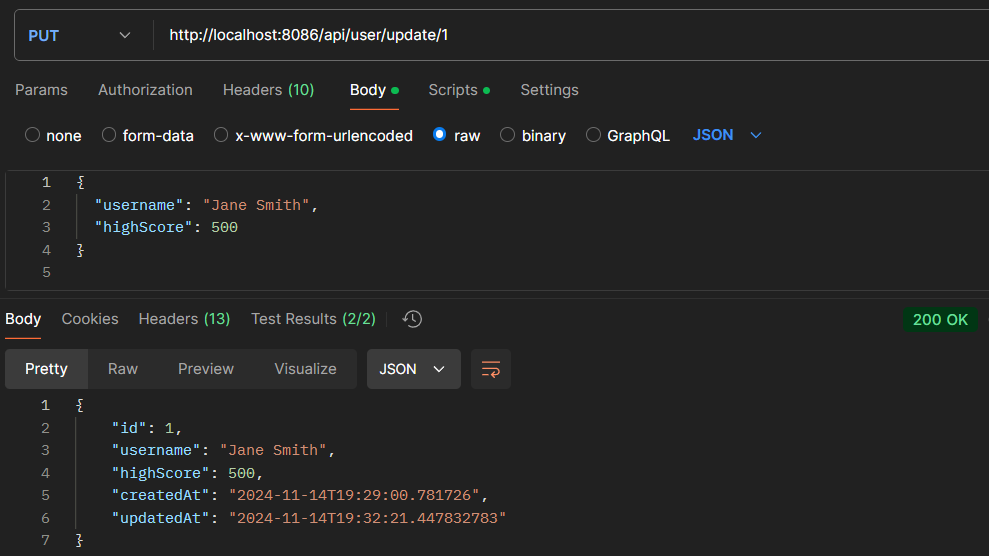 PUT http://localhost:8086/api/user/update/1
Params Authorization Headers (10) Body Scripts Settings
none form-data x-www-form-urlencoded raw binary GraphQL JSON
1 {
2 "username": "Jane Smith",
3 "highScore": 500
4 }
5
Body Cookies Headers (13) Test Results (2/2) 200 OK
Pretty Raw Preview Visualize JSON
1 {
2 "id": 1,
3 "username": "Jane Smith",
4 "highScore": 500,
5 "createdAt": "2024-11-14T19:29:00.781726",
6 "updatedAt": "2024-11-14T19:32:21.447832783"
7 }